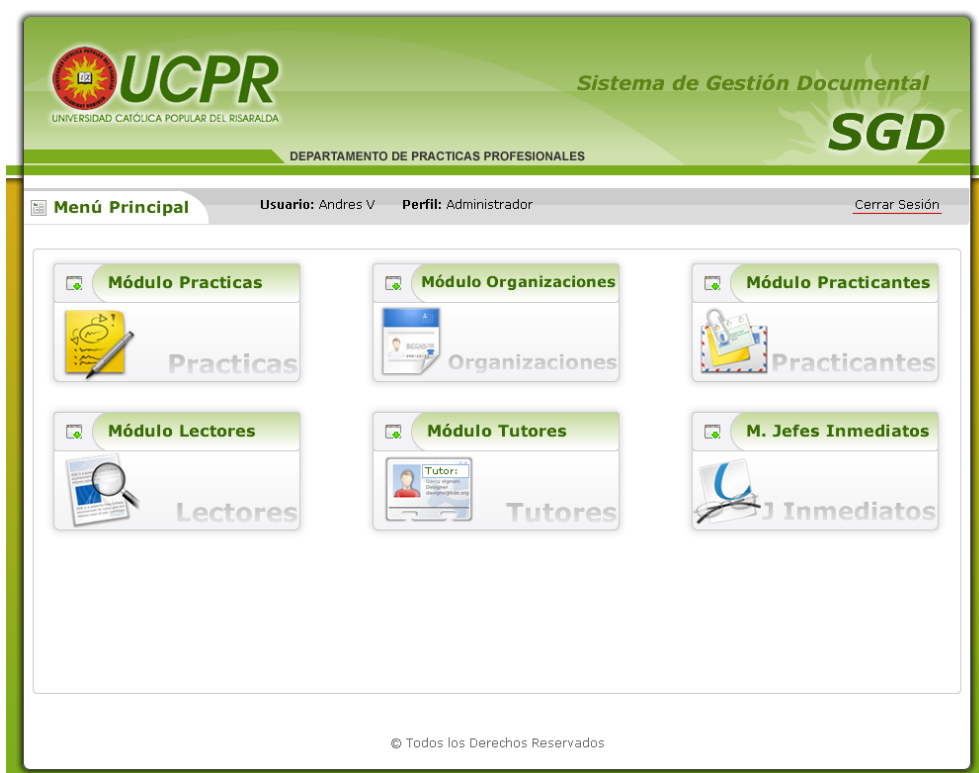 UCPR
UNIVERSIDAD CATÓLICA POPULAR DEL RISARALDA
Sistema de Gestión Documental
SGD
DEPARTAMENTO DE PRACTICAS PROFESIONALES
Menú Principal
Usuario: Andres V Perfil: Administrador
Cerrar Sesión
Módulo Practicas
Practicas
Módulo Organizaciones
Organizaciones
Módulo Practicantes
Practicantes
Módulo Lectores
Lectores
Módulo Tutores
Tutor:
Tutores
M. Jefes Inmediatos
J Inmediatos
© Todos los Derechos Reservados